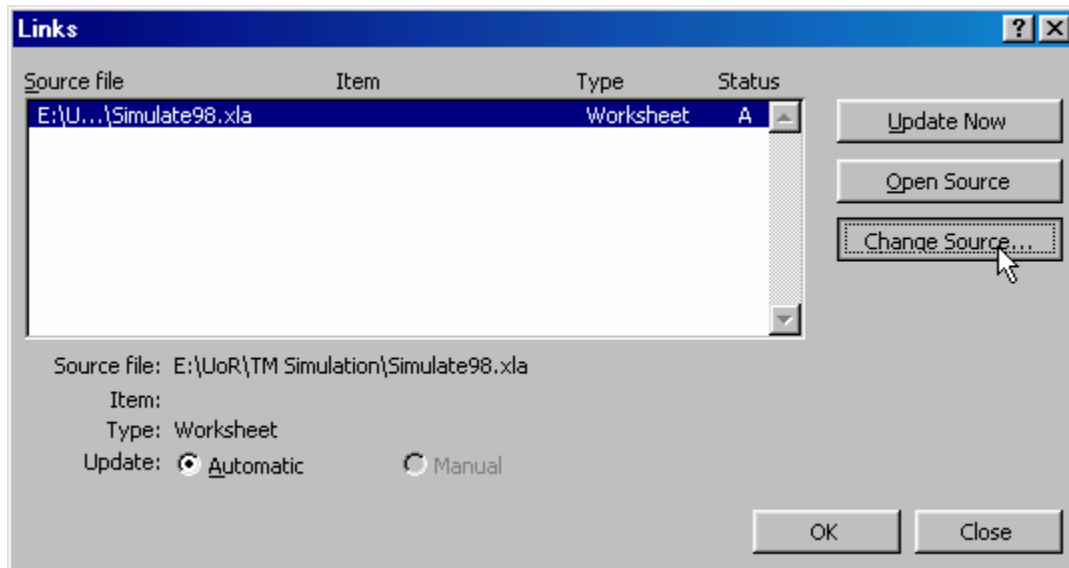 Links
Source file Item Type Status
E:\U...\Simulate98.xla Worksheet A
Update Now
Open Source
Change Source...
Source file: E:\UoR\TM Simulation\Simulate98.xla
Item:
Type: Worksheet
Update: Automatic Manual
OK Close